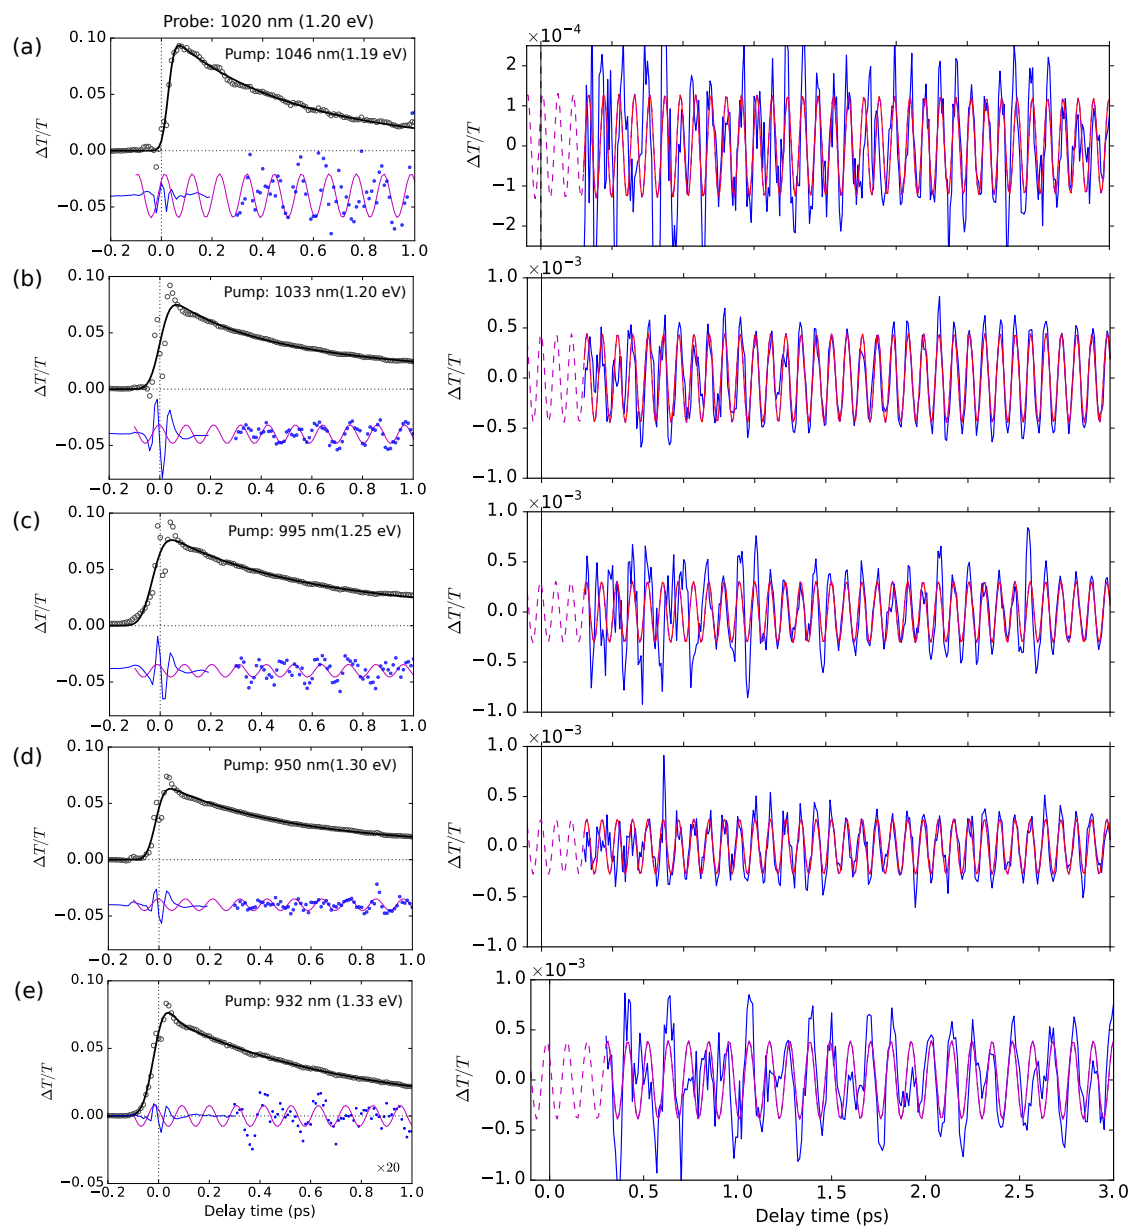 Probe: 1020 nm (1.20 eV)
(a)
Pump: 1046 nm(1.19 eV)
0.10
0.05
0.00
−0.05
ΔT/T
−0.2 0.0 0.2 0.4 0.6 0.8 1.0
×10⁻⁴
2
1
0
−1
−2
ΔT/T
(b)
Pump: 1033 nm(1.20 eV)
0.10
0.05
0.00
−0.05
ΔT/T
−0.2 0.0 0.2 0.4 0.6 0.8 1.0
×10⁻³
1.0
0.5
0.0
−0.5
−1.0
ΔT/T
(c)
Pump: 995 nm(1.25 eV)
0.10
0.05
0.00
−0.05
ΔT/T
−0.2 0.0 0.2 0.4 0.6 0.8 1.0
×10⁻³
1.0
0.5
0.0
−0.5
−1.0
ΔT/T
(d)
Pump: 950 nm(1.30 eV)
0.10
0.05
0.00
−0.05
ΔT/T
−0.2 0.0 0.2 0.4 0.6 0.8 1.0
×10⁻³
1.0
0.5
0.0
−0.5
−1.0
ΔT/T
(e)
Pump: 932 nm (1.33 eV)
0.10
0.05
0.00
−0.05
ΔT/T
×20
−0.2 0.0 0.2 0.4 0.6 0.8 1.0
Delay time (ps)
×10⁻³
1.0
0.5
0.0
−0.5
−1.0
ΔT/T
0.0 0.5 1.0 1.5 2.0 2.5 3.0
Delay time (ps)